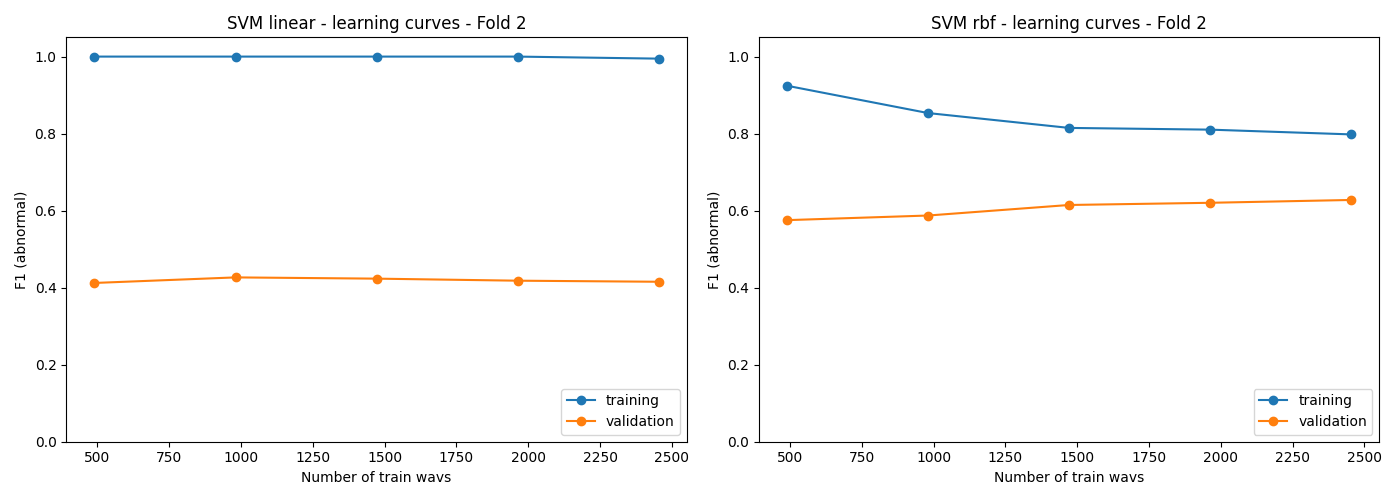 SVM linear - learning curves - Fold 2
1.0
0.8
0.6
0.4
0.2
0.0
F1 (abnormal)
500 750 1000 1250 1500 1750 2000 2250 2500
Number of train wavs
training
validation
SVM rbf - learning curves - Fold 2
1.0
0.8
0.6
0.4
0.2
0.0
F1 (abnormal)
500 750 1000 1250 1500 1750 2000 2250 2500
Number of train wavs
training
validation